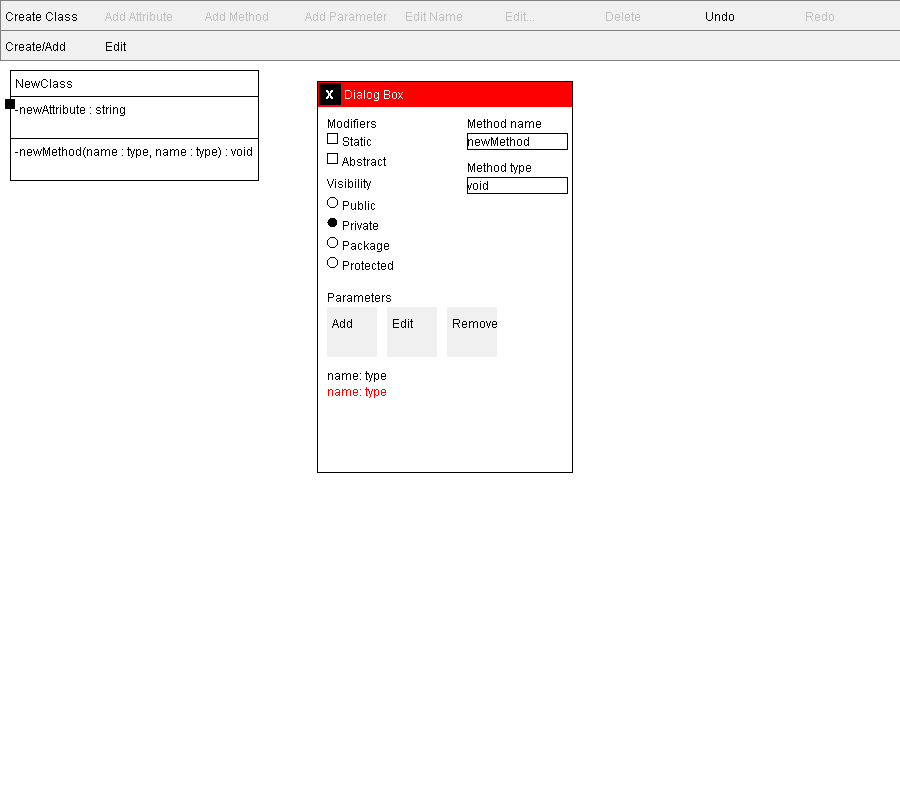 Create Class Add Attribute Add Method Add Parameter Edit Name Edit... Delete Undo Redo
Create/Add Edit
NewClass
-newAttribute : string
-newMethod(name : type, name : type) : void
X Dialog Box
Modifiers
Static
Abstract
Visibility
Public
Private
Package
Protected
Method name
newMethod
Method type
void
Parameters
Add Edit Remove
name: type
name: type